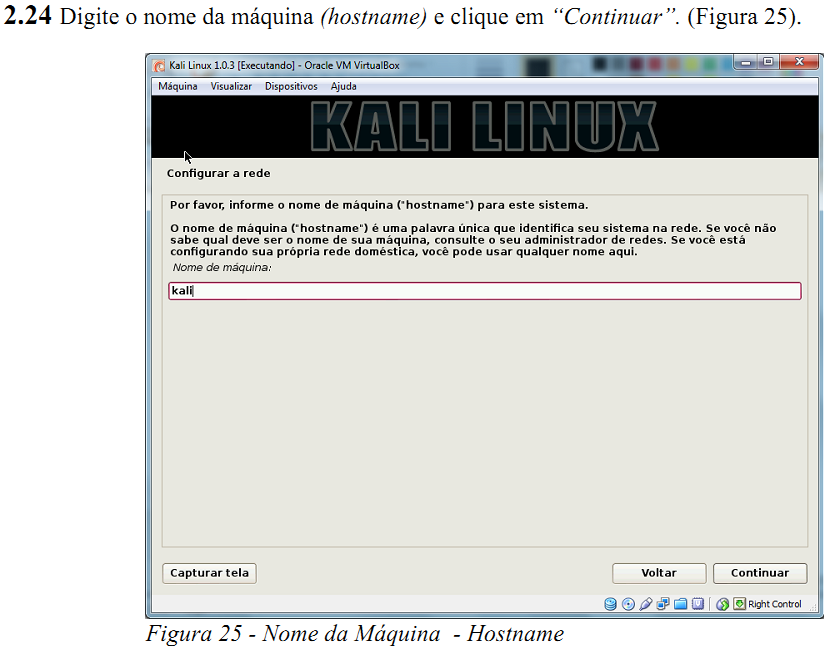 2.24 Digite o nome da máquina (hostname) e clique em “Continuar”. (Figura 25).
Kali Linux 1.0.3 [Executando] - Oracle VM VirtualBox
Máquina Visualizar Dispositivos Ajuda
KALI LINUX
Configurar a rede
Por favor, informe o nome de máquina ("hostname") para este sistema.
O nome de máquina ("hostname") é uma palavra única que identifica seu sistema na rede. Se você não
sabe qual deve ser o nome de sua máquina, consulte o seu administrador de redes. Se você está
configurando sua própria rede doméstica, você pode usar qualquer nome aqui.
Nome de máquina:
kali
Capturar tela Voltar Continuar
Right Control
Figura 25 - Nome da Máquina - Hostname